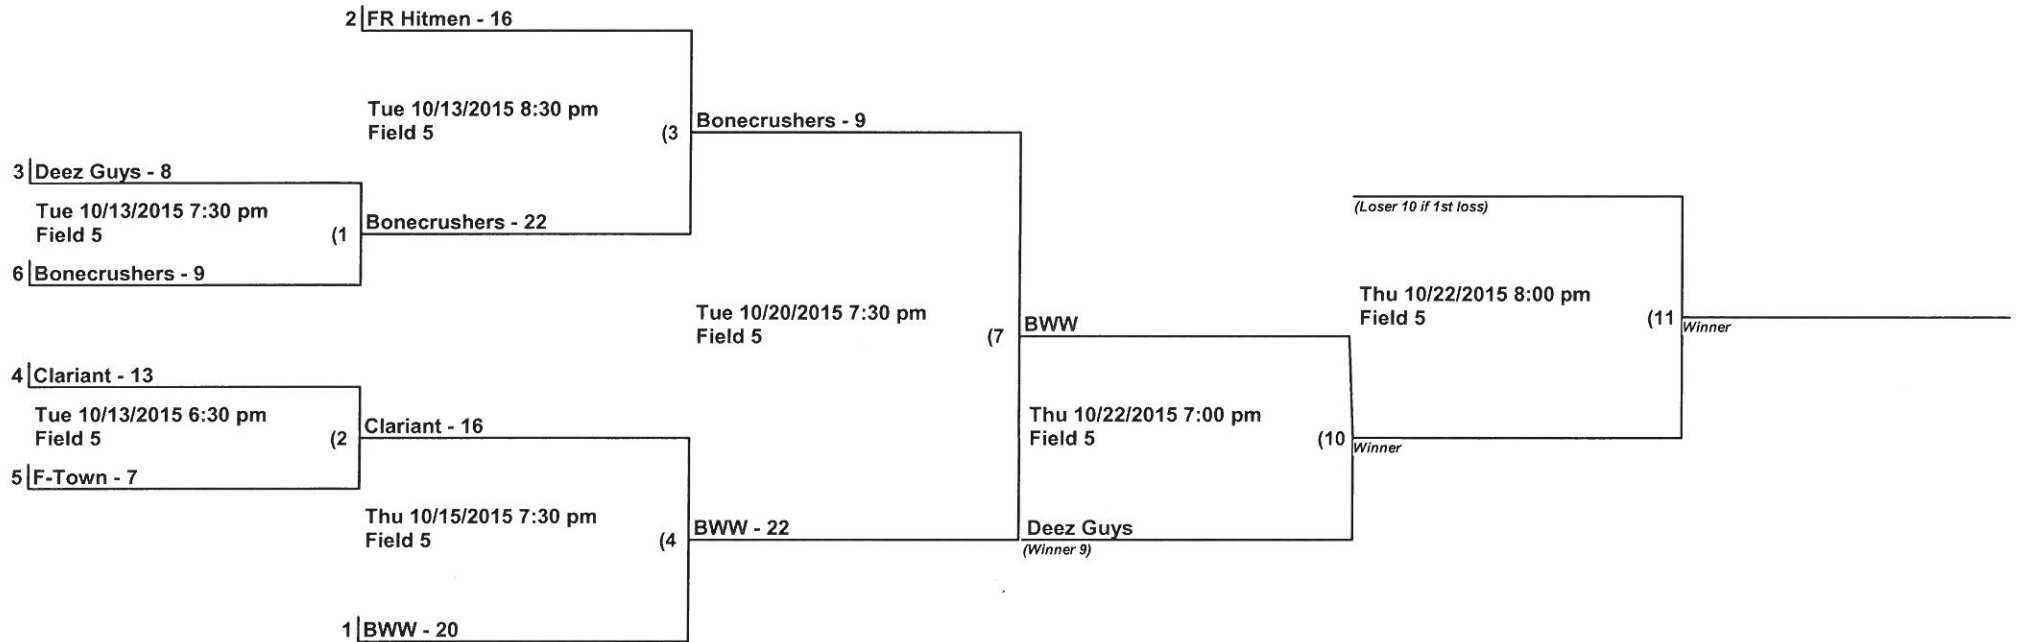 2 FR Hitmen - 16
Tue 10/13/2015 8:30 pm
Field 5
(3
Bonecrushers - 9
3 Deez Guys - 8
Tue 10/13/2015 7:30 pm
Field 5
(1
Bonecrushers - 22
6 Bonecrushers - 9
(Loser 10 if 1st loss)
Thu 10/22/2015 8:00 pm
Field 5
(11
Winner
Tue 10/20/2015 7:30 pm
Field 5
(7
BWW
4 Clariant - 13
Tue 10/13/2015 6:30 pm
Field 5
(2
Clariant - 16
5 F-Town - 7
Thu 10/22/2015 7:00 pm
Field 5
(10
Winner
Thu 10/15/2015 7:30 pm
Field 5
(4
BWW - 22
Deez Guys
(Winner 9)
1 BWW - 20